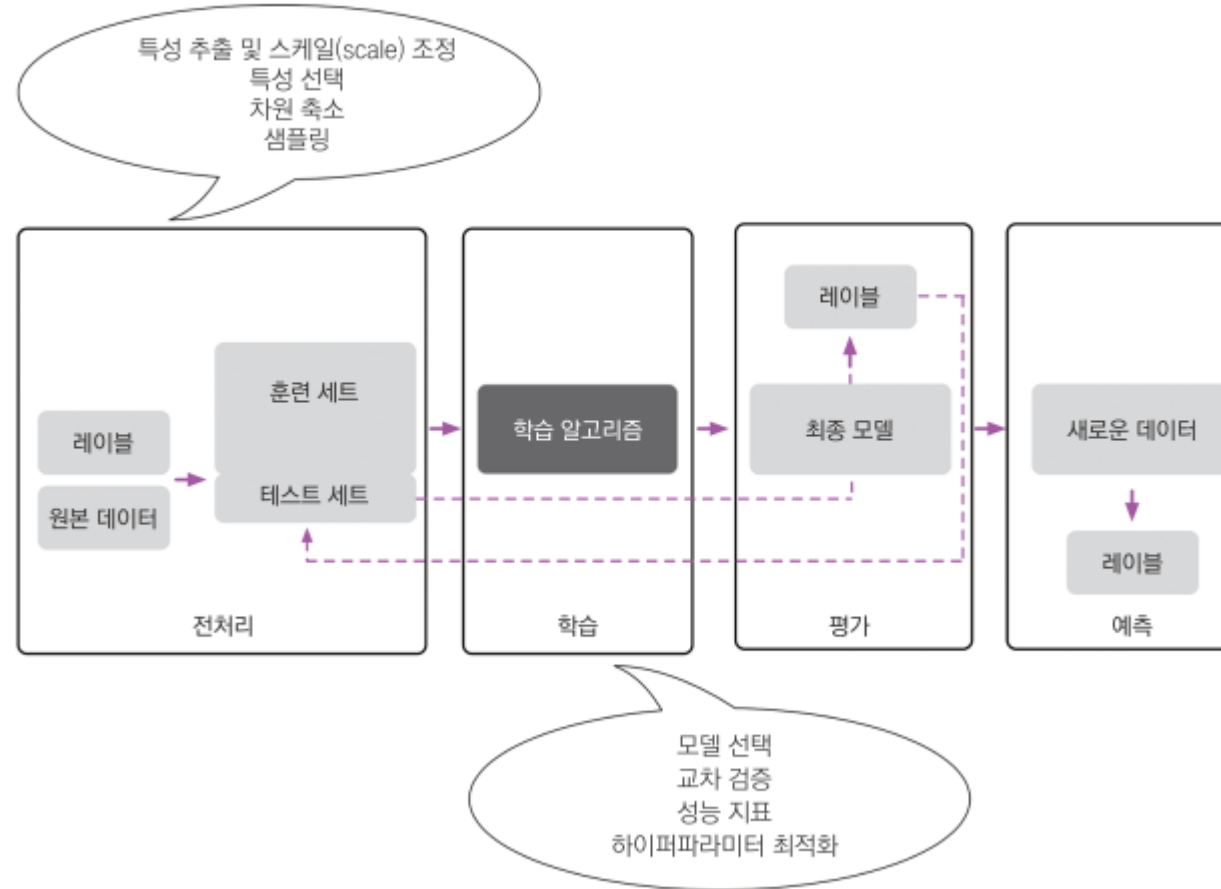 특성 추출 및 스케일(scale) 조정
특성 선택
차원 축소
샘플링
레이블
원본 데이터
훈련 세트
테스트 세트
전처리
학습 알고리즘
학습
레이블
최종 모델
평가
새로운 데이터
레이블
예측
모델 선택
교차 검증
성능 지표
하이퍼파라미터 최적화